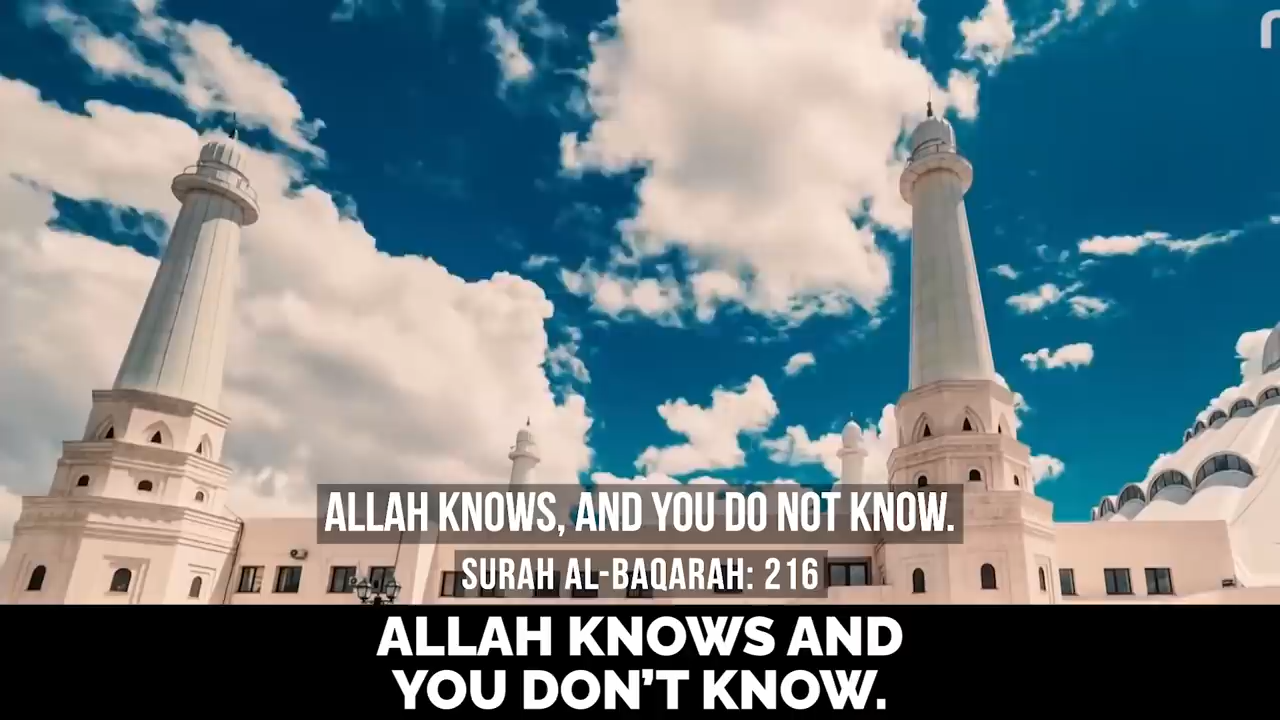 ALLAH KNOWS, AND YOU DO NOT KNOW.
SURAH AL-BAQARAH: 216
ALLAH KNOWS AND
YOU DON'T KNOW.